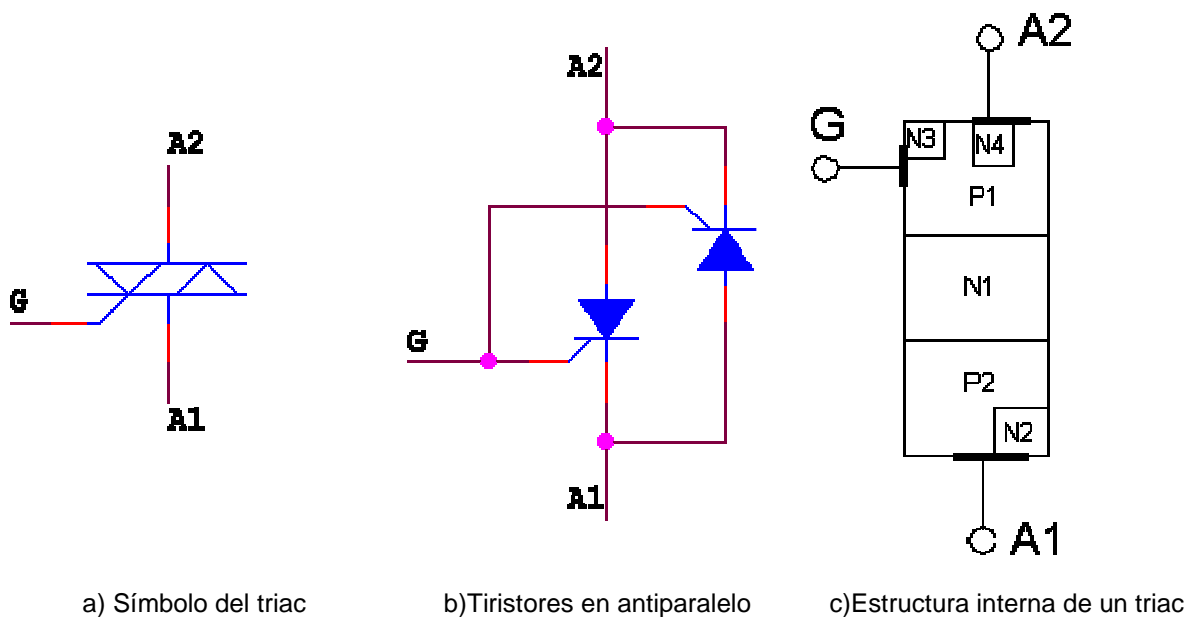 A2
G
A1
a) Símbolo del triac
A2
G
A1
b)Tiristores en antiparalelo
A2
G
N3
N4
P1
N1
P2
N2
A1
c)Estructura interna de un triac